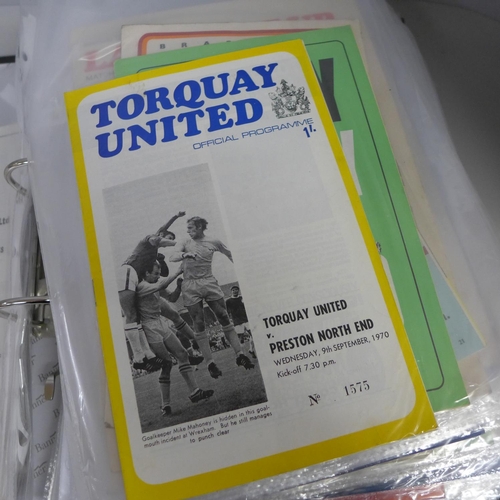 TORQUAY
UNITED
OFFICIAL PROGRAMME
1/-
TORQUAY UNITED
v.
PRESTON NORTH END
WEDNESDAY, 9th SEPTEMBER, 1970
Kick-off 7.30 p.m.
No 1575
Goalkeeper Mike Mahoney is hidden in this goal-
mouth incident at Wrexham. But he still manages
to punch clear